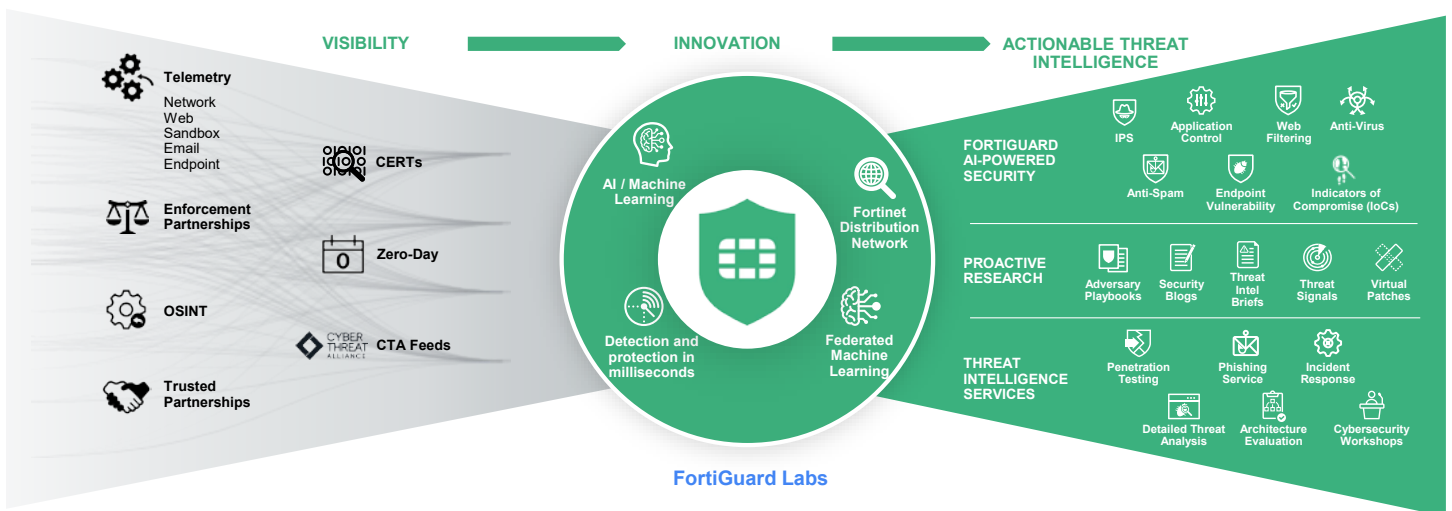 VISIBILITY
INNOVATION
ACTIONABLE THREAT
INTELLIGENCE
Telemetry
Network
Web
Sandbox
Email
Endpoint
Enforcement
Partnerships
OSINT
Trusted
Partnerships
CERTs
0
Zero-Day
CYBER
THREAT
ALLIANCE
CTA Feeds
AI / Machine
Learning
Fortinet
Distribution
Network
Detection and
protection in
milliseconds
Federated
Machine
Learning
FortiGuard Labs
FORTIGUARD
AI-POWERED
SECURITY
IPS
Application
Control
Web
Filtering
Anti-Virus
Anti-Spam
Endpoint
Vulnerability
Indicators of
Compromise (IoCs)
PROACTIVE
RESEARCH
Adversary
Playbooks
Security
Blogs
Threat
Intel
Briefs
Threat
Signals
Virtual
Patches
THREAT
INTELLIGENCE
SERVICES
Penetration
Testing
Phishing
Service
Incident
Response
Detailed Threat
Analysis
Architecture
Evaluation
Cybersecurity
Workshops